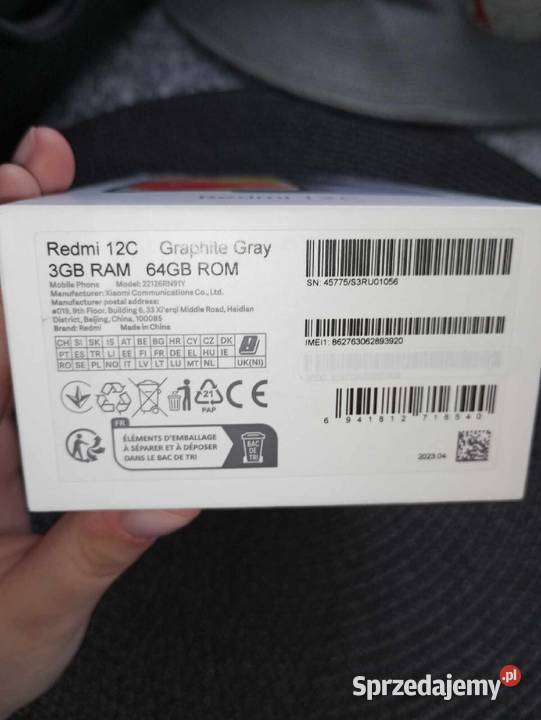 Redmi 12C
Redmi 12C Graphite Gray
3GB RAM 64GB ROM
Mobile Phone Model: 22126RN91Y
Manufacturer: Xiaomi Communications Co., Ltd.
Manufacturer postal address:
#019, 9th Floor, Building 6, 33 Xi'erqi Middle Road, Haidian
District, Beijing, China, 100085
Brand: Redmi Made in China
CH SI SK IS AT BE BG HR CY CZ DK
PT ES TR LI EE FI FR DE EL HU IE
RO SE PL NO IT LV LT LU MT NL UK(NI)
21
PAP
CE
FR
ÉLÉMENTS D'EMBALLAGE
À SÉPARER ET À DÉPOSER
DANS LE BAC DE TRI
BAC
DE
TRI
SN: 45775/S3RU01056
IMEI1: 862763062893920
6 941812 716540
2023.04
Sprzedajemy.pl